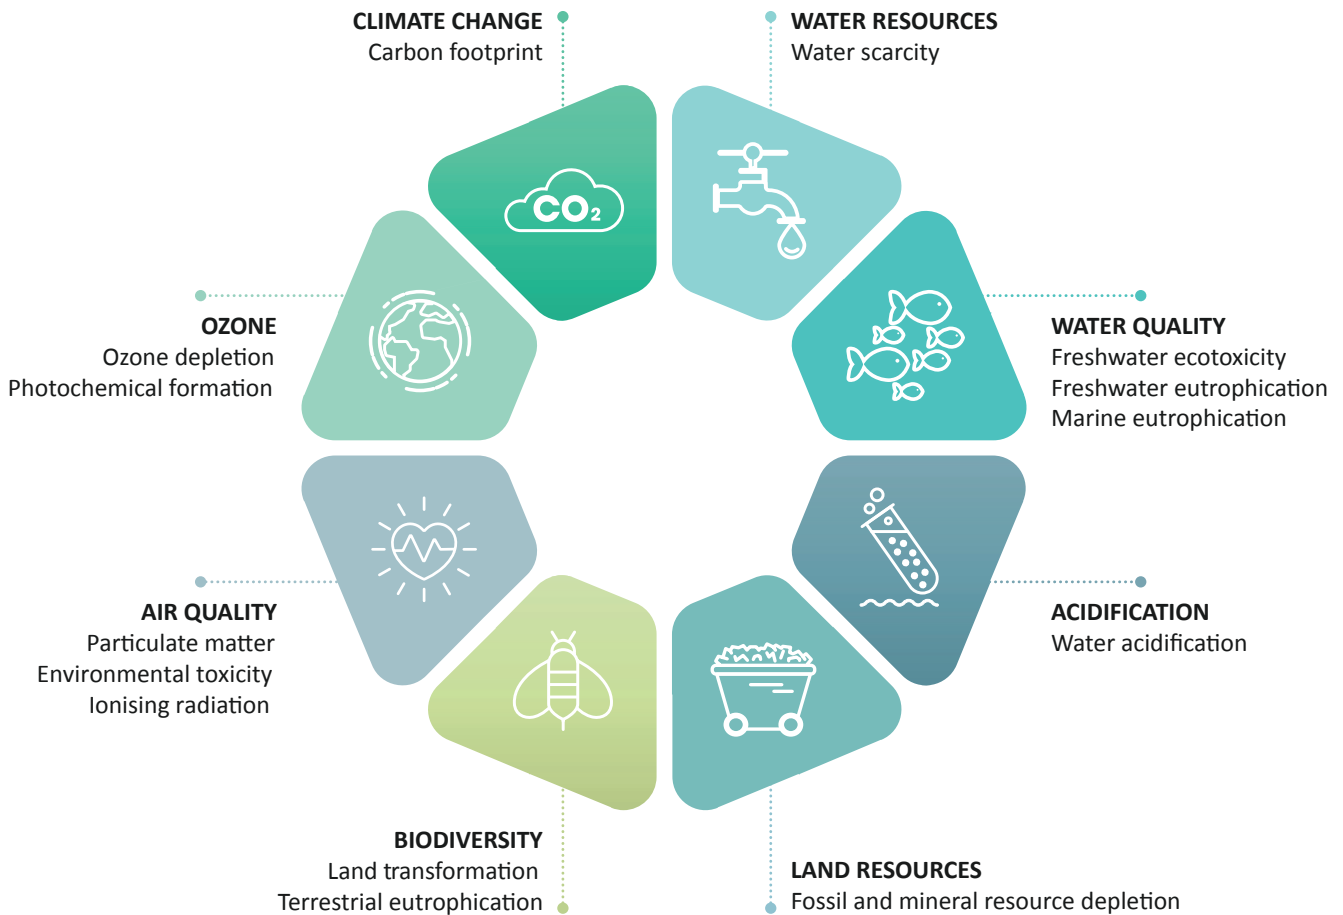 CLIMATE CHANGE
Carbon footprint
WATER RESOURCES
Water scarcity
CO2
OZONE
Ozone depletion
Photochemical formation
WATER QUALITY
Freshwater ecotoxicity
Freshwater eutrophication
Marine eutrophication
AIR QUALITY
Particulate matter
Environmental toxicity
Ionising radiation
ACIDIFICATION
Water acidification
BIODIVERSITY
Land transformation
Terrestrial eutrophication
LAND RESOURCES
Fossil and mineral resource depletion